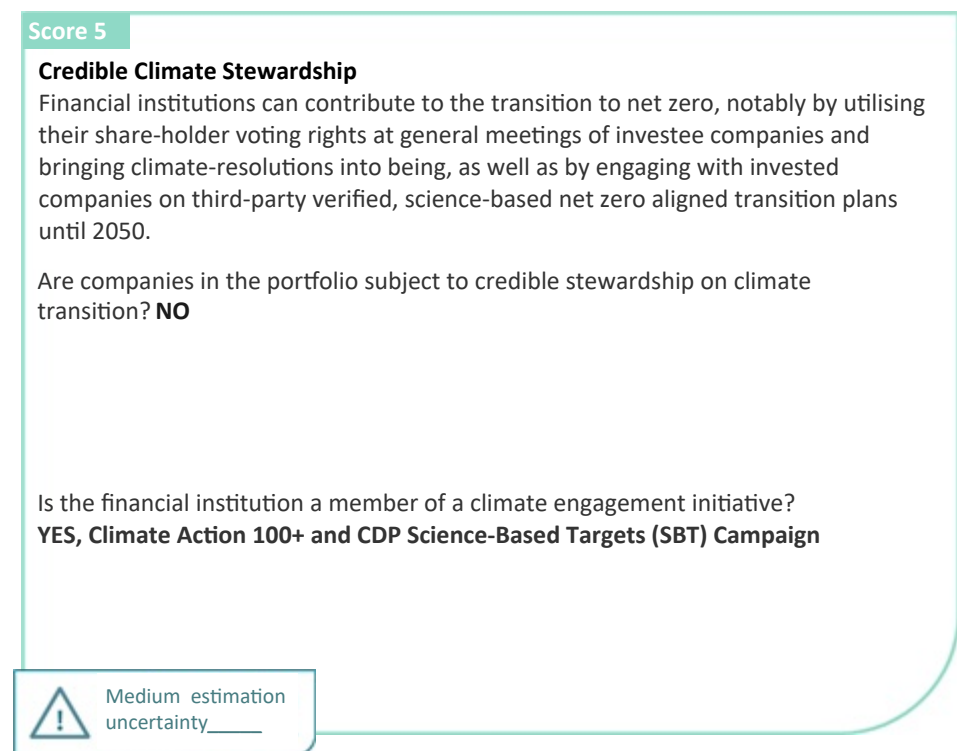 Score 5
Credible Climate Stewardship
Financial institutions can contribute to the transition to net zero, notably by utilising
their share-holder voting rights at general meetings of investee companies and
bringing climate-resolutions into being, as well as by engaging with invested
companies on third-party verified, science-based net zero aligned transition plans
until 2050.
Are companies in the portfolio subject to credible stewardship on climate
transition? NO
Is the financial institution a member of a climate engagement initiative?
YES, Climate Action 100+ and CDP Science-Based Targets (SBT) Campaign
Medium estimation
uncertainty_____